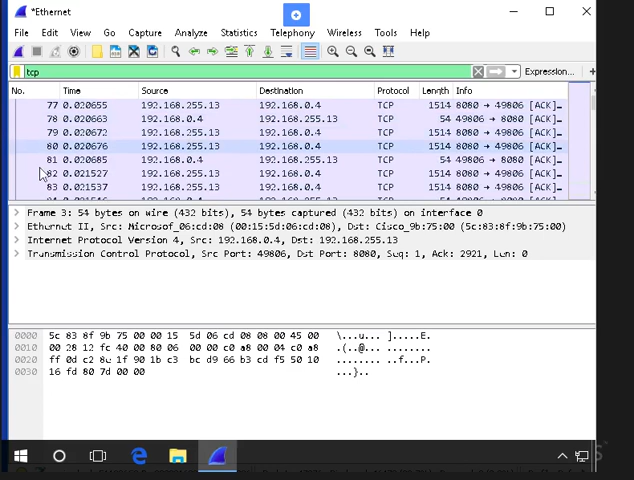 *Ethernet
File Edit View Go Capture Analyze Statistics Telephony Wireless Tools Help
tcp Expression... +
No. Time Source Destination Protocol Length Info
77 0.020655 192.168.255.13 192.168.0.4 TCP 1514 8080 → 49806 [ACK]…
78 0.020663 192.168.0.4 192.168.255.13 TCP 54 49806 → 8080 [ACK]…
79 0.020672 192.168.255.13 192.168.0.4 TCP 1514 8080 → 49806 [ACK]…
80 0.020676 192.168.255.13 192.168.0.4 TCP 1514 8080 → 49806 [ACK]…
81 0.020685 192.168.0.4 192.168.255.13 TCP 54 49806 → 8080 [ACK]…
82 0.021527 192.168.255.13 192.168.0.4 TCP 1514 8080 → 49806 [ACK]…
83 0.021537 192.168.255.13 192.168.0.4 TCP 1514 8080 → 49806 [ACK]…
> Frame 3: 54 bytes on wire (432 bits), 54 bytes captured (432 bits) on interface 0
> Ethernet II, Src: Microsof_06:cd:08 (00:15:5d:06:cd:08), Dst: Cisco_9b:75:00 (5c:83:8f:9b:75:00)
> Internet Protocol Version 4, Src: 192.168.0.4, Dst: 192.168.255.13
> Transmission Control Protocol, Src Port: 49806, Dst Port: 8080, Seq: 1, Ack: 2921, Len: 0
0000 5c 83 8f 9b 75 00 00 15 5d 06 cd 08 08 00 45 00 \...u... ].....E.
0010 00 28 12 fc 40 00 80 06 00 00 c0 a8 00 04 c0 a8 .(..@... ........
0020 ff 0d c2 8e 1f 90 1b c3 bc d9 66 b3 cd f5 50 10 ........ ..f...P.
0030 16 fd 80 7d 00 00 ...}..